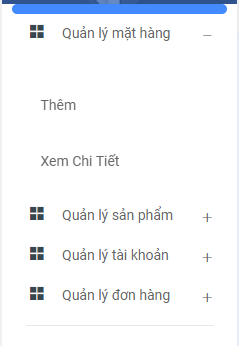 Quản lý mặt hàng –
Thêm
Xem Chi Tiết
Quản lý sản phẩm +
Quản lý tài khoản +
Quản lý đơn hàng +